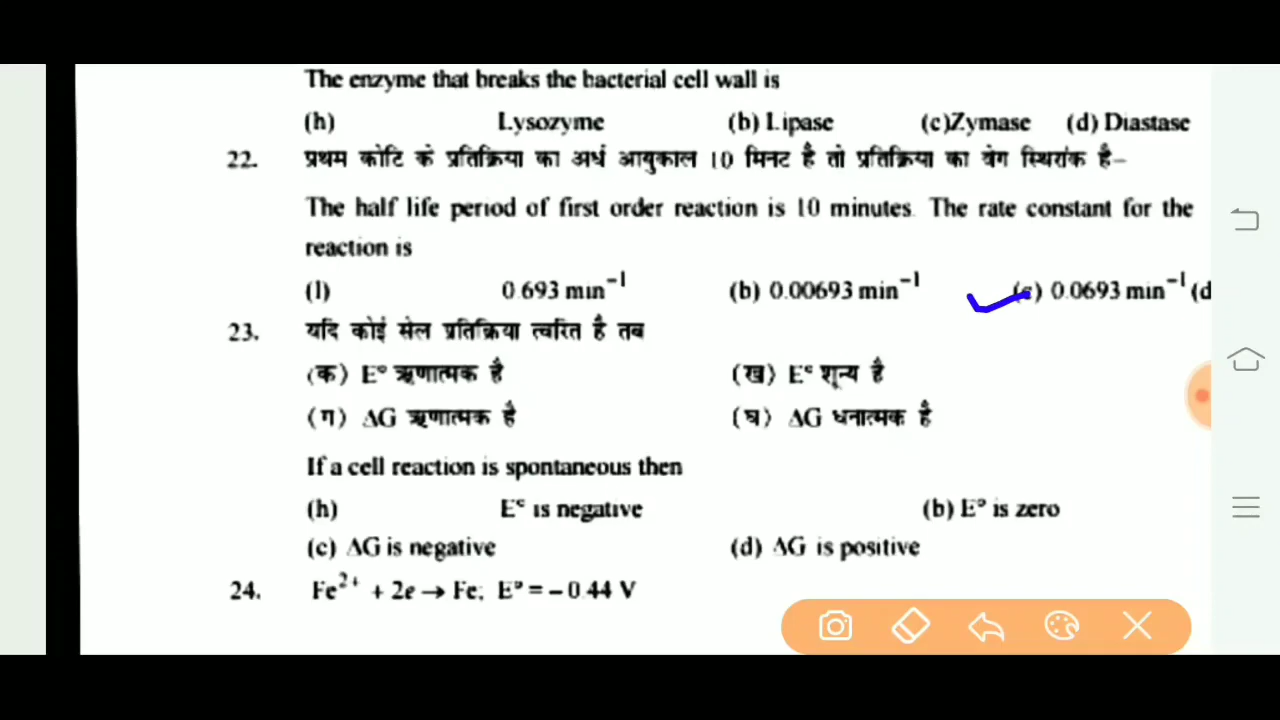 The enzyme that breaks the bacterial cell wall is
(h) Lysozyme (b) Lipase (c)Zymase (d) Diastase
22. प्रथम कोटि के प्रतिक्रिया का अर्ध आयुकाल 10 मिनट है तो प्रतिक्रिया का वेग स्थिरांक है–
The half life period of first order reaction is 10 minutes. The rate constant for the
reaction is
(l) 0.693 min⁻¹ (b) 0.00693 min⁻¹ (c) 0.0693 min⁻¹ (d
23. यदि कोई सेल प्रतिक्रिया त्वरित है तब
(क) E° ऋणात्मक है (ख) E° शून्य है
(ग) ΔG ऋणात्मक है (घ) ΔG धनात्मक है
If a cell reaction is spontaneous then
(h) E° is negative (b) E° is zero
(c) ΔG is negative (d) ΔG is positive
24. Fe²⁺ + 2e → Fe; E° = – 0.44 V